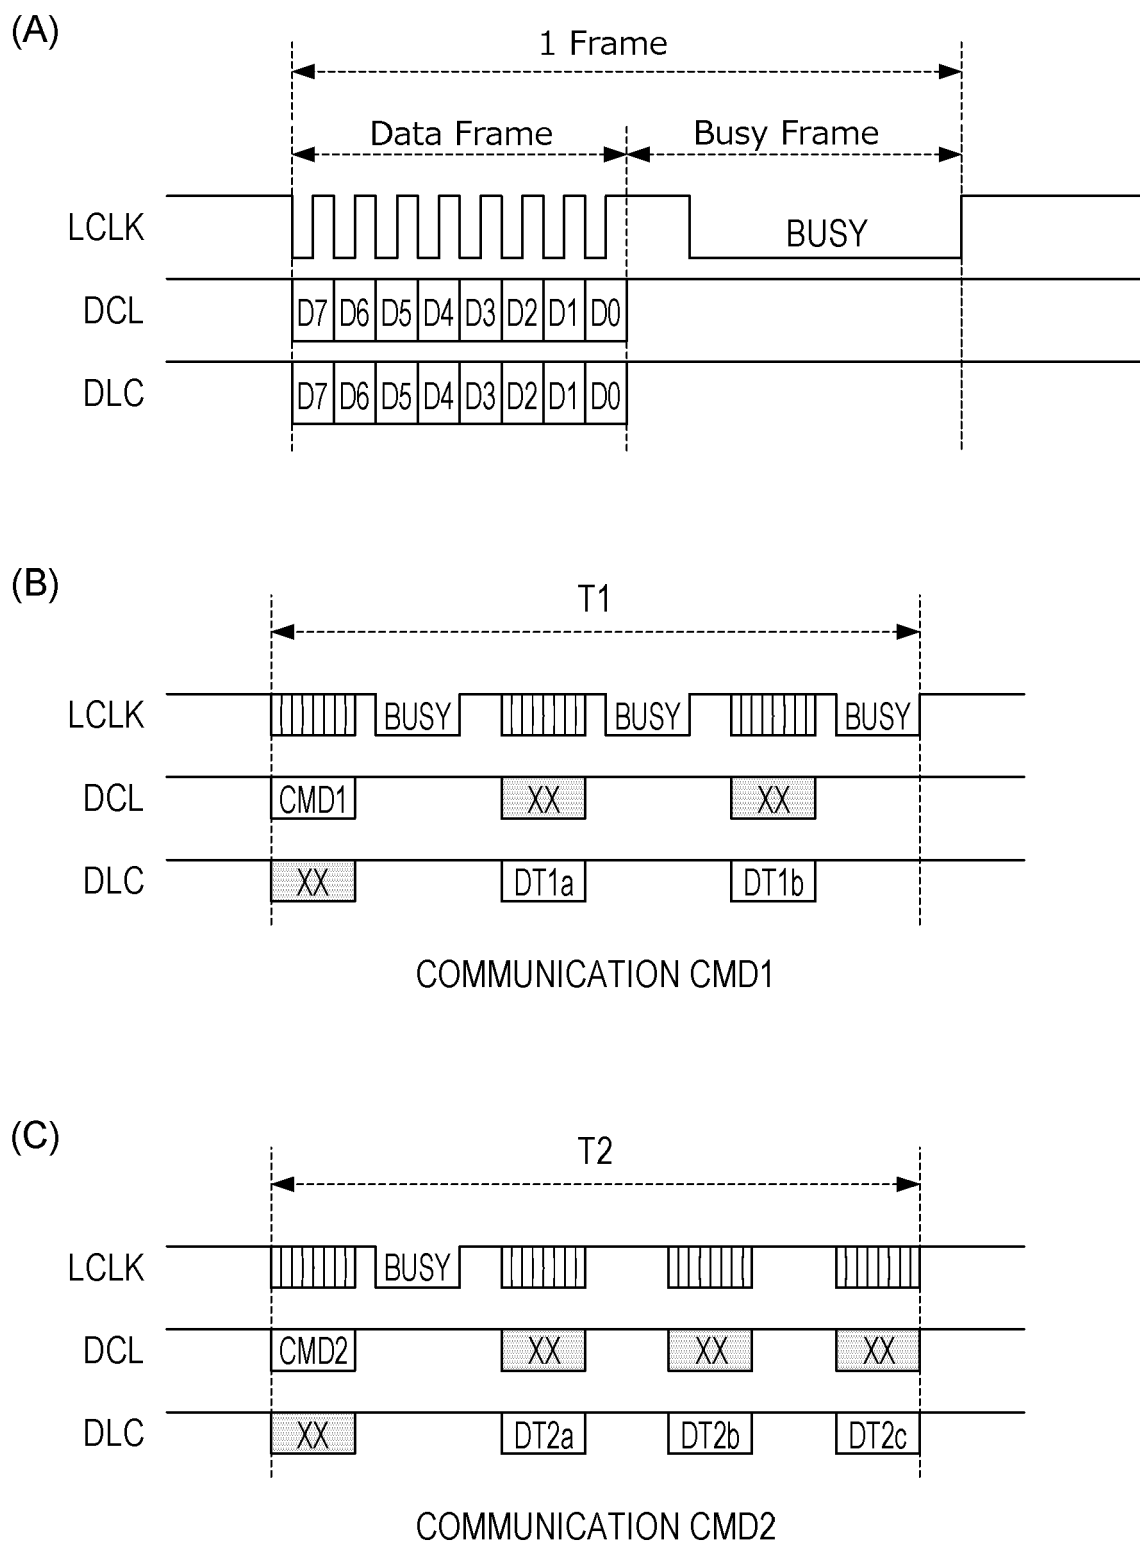 (A)
1 Frame
Data Frame Busy Frame
LCLK BUSY
DCL D7 D6 D5 D4 D3 D2 D1 D0
DLC D7 D6 D5 D4 D3 D2 D1 D0
(B)
T1
LCLK BUSY BUSY BUSY
DCL CMD1 XX XX
DLC XX DT1a DT1b
COMMUNICATION CMD1
(C)
T2
LCLK BUSY
DCL CMD2 XX XX XX
DLC XX DT2a DT2b DT2c
COMMUNICATION CMD2